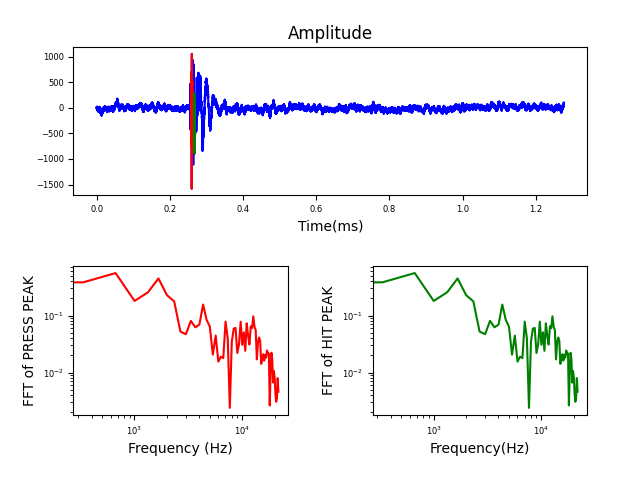 Amplitude
1000
500
0
−500
−1000
−1500
0.0 0.2 0.4 0.6 0.8 1.0 1.2
Time(ms)
FFT of PRESS PEAK
10⁻¹
10⁻²
10³ 10⁴
Frequency (Hz)
FFT of HIT PEAK
10⁻¹
10⁻²
10³ 10⁴
Frequency(Hz)